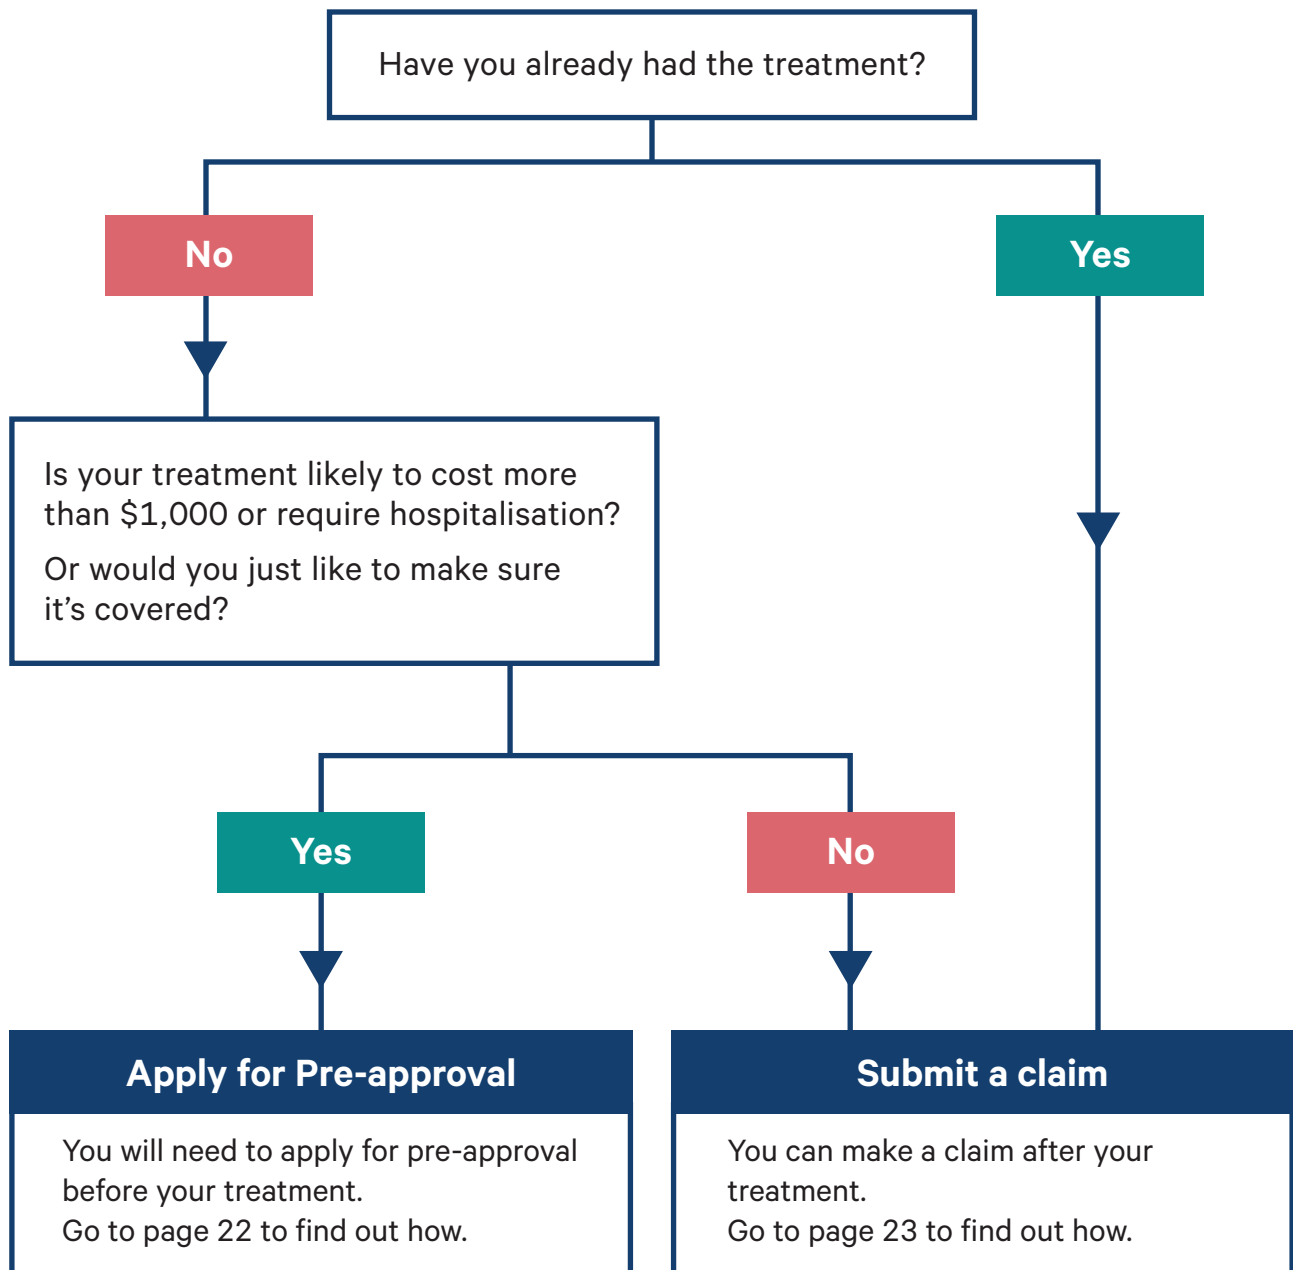 Have you already had the treatment?
No
Yes
Is your treatment likely to cost more
than $1,000 or require hospitalisation?
Or would you just like to make sure
it’s covered?
Yes
No
Apply for Pre-approval
You will need to apply for pre-approval
before your treatment.
Go to page 22 to find out how.
Submit a claim
You can make a claim after your
treatment.
Go to page 23 to find out how.